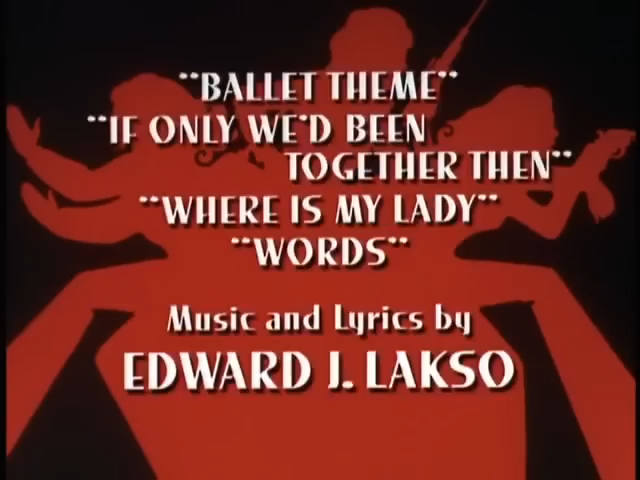 "BALLET THEME"
"IF ONLY WE'D BEEN
TOGETHER THEN"
"WHERE IS MY LADY"
"WORDS"
Music and Lyrics by
EDWARD J. LAKSO